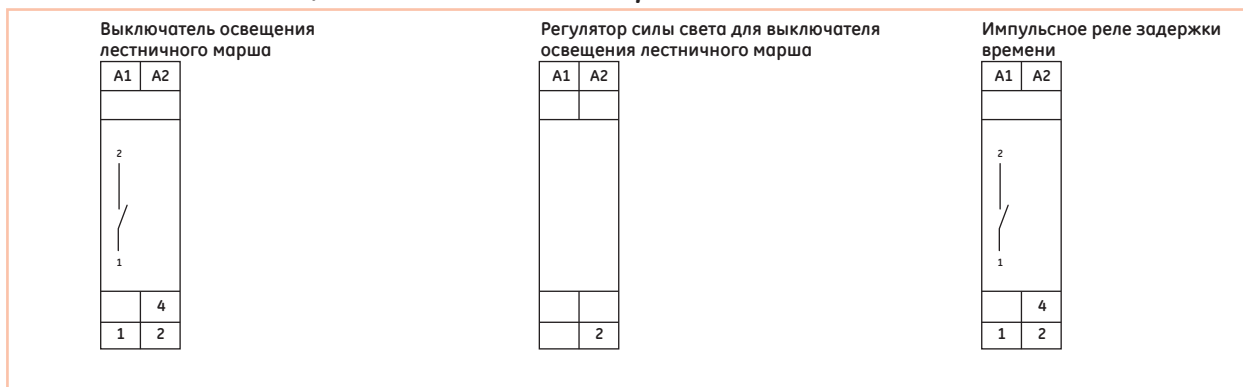 Выключатель освещения
лестничного марша
A1 A2
2
1
4
1 2
Регулятор силы света для выключателя
освещения лестничного марша
A1 A2
2
Импульсное реле задержки
времени
A1 A2
2
1
4
1 2